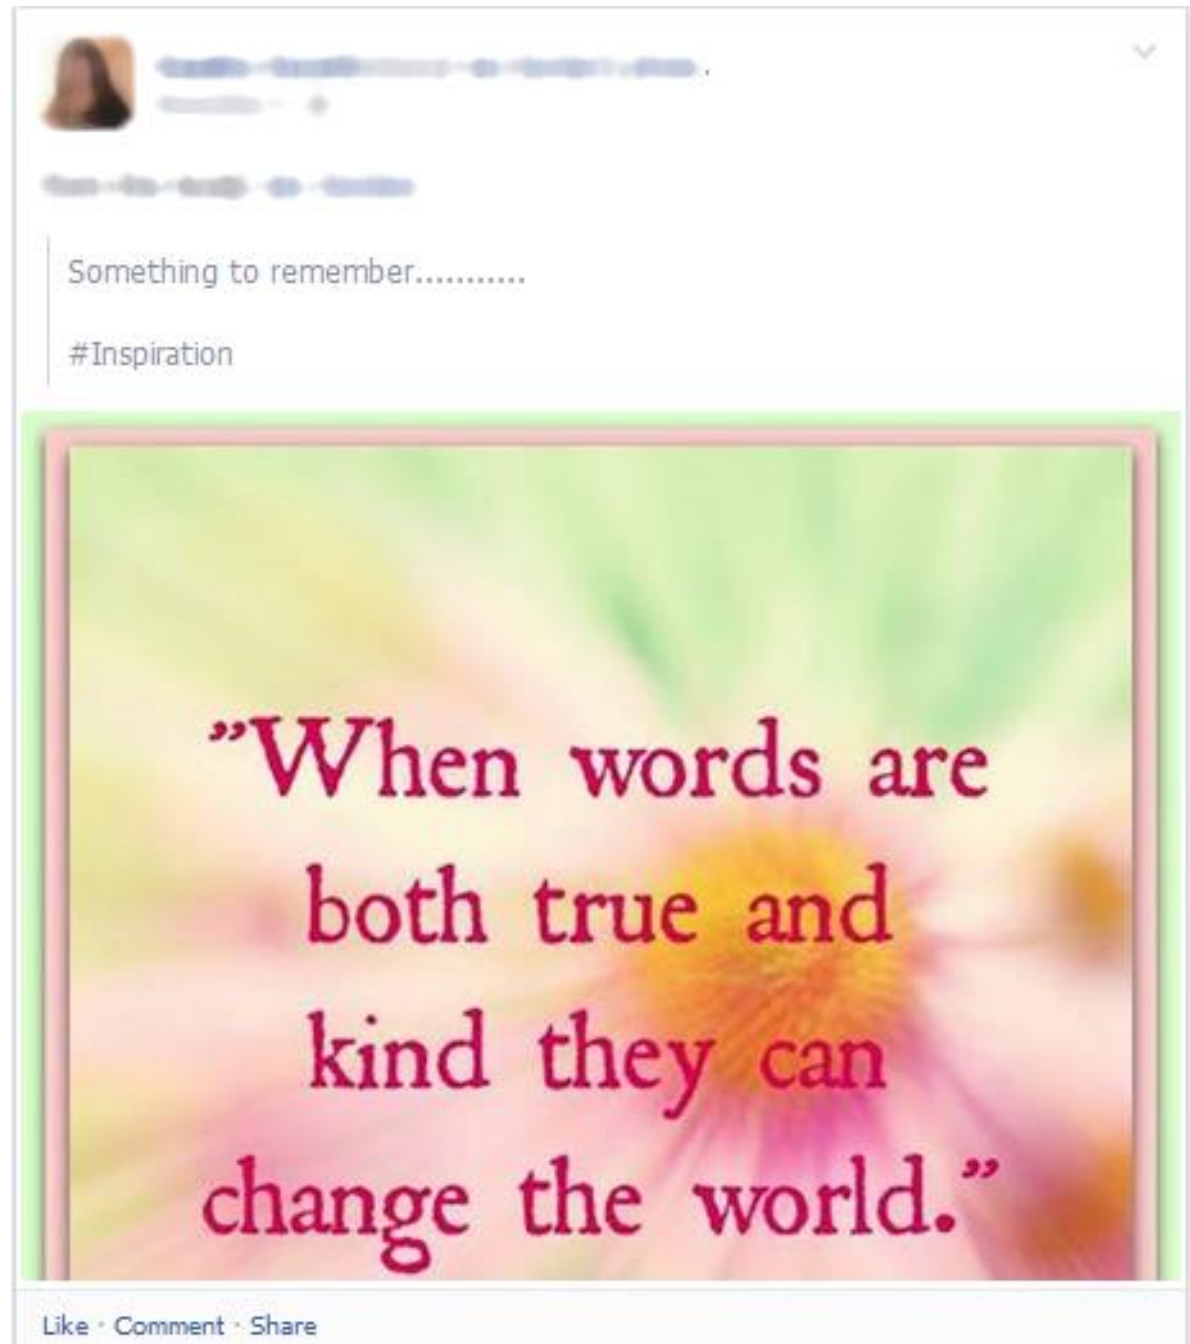 Something to remember...........
#Inspiration
"When words are
both true and
kind they can
change the world."
Like · Comment · Share